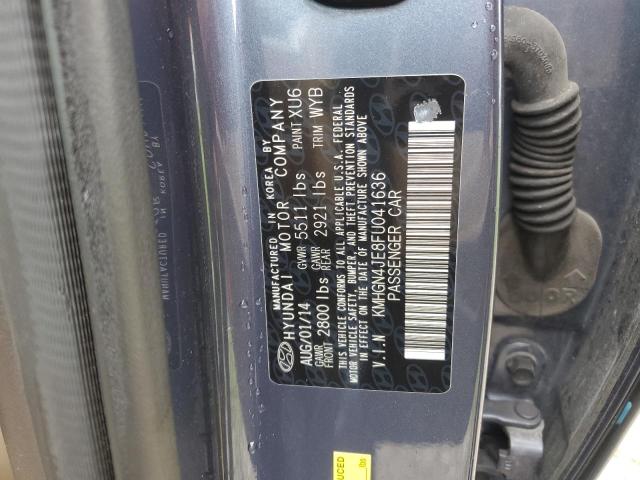 MANUFACTURED IN KOREA BY
HYUNDAI MOTOR COMPANY
AUG/01/14 GVWR 5511 lbs PAINT XU6
GAWR FRONT 2800 lbs GAWR REAR 2921 lbs TRIM WYB
THIS VEHICLE CONFORMS TO ALL APPLICABLE U.S.A. FEDERAL
MOTOR VEHICLE SAFETY, BUMPER, AND THEFT PREVENTION STANDARDS
IN EFFECT ON THE DATE OF MANUFACTURE SHOWN ABOVE
V.I.N KMHGN4JE8FU041636
PASSENGER CAR